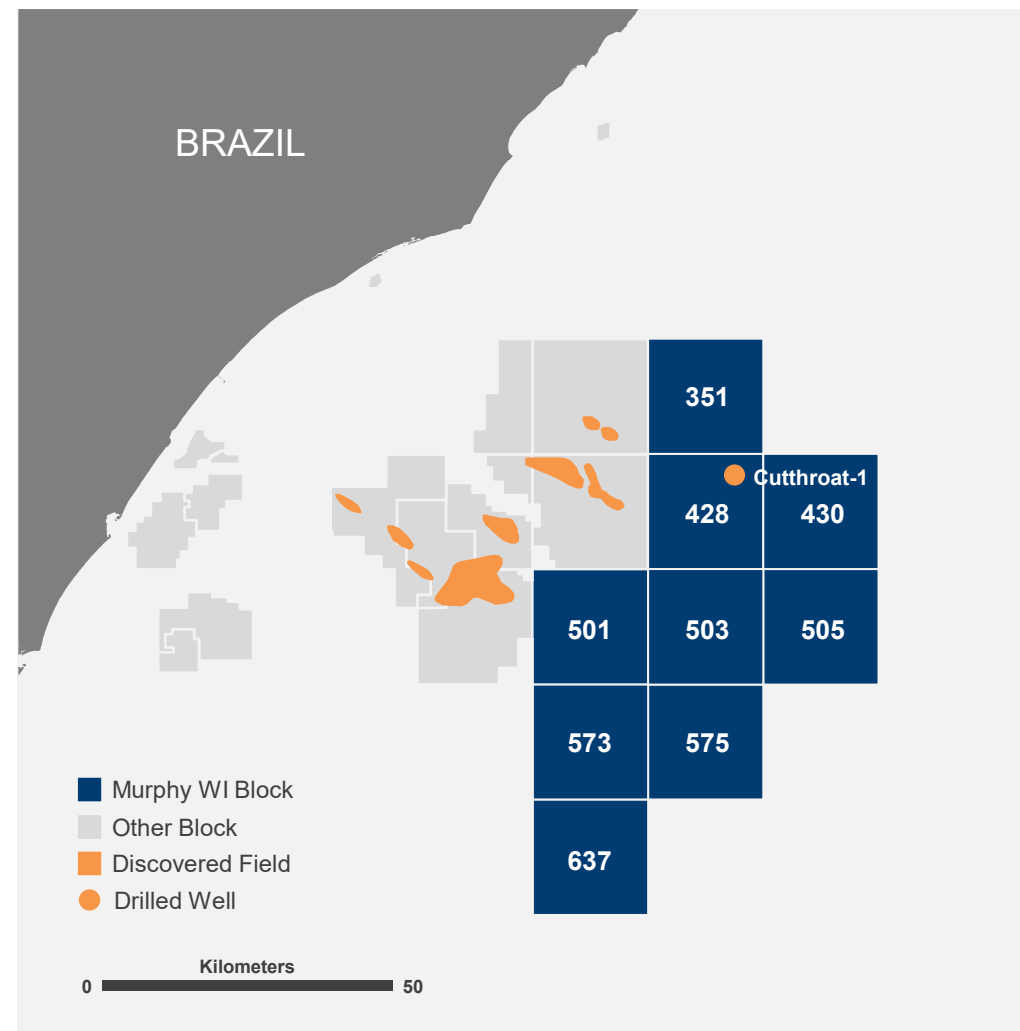 BRAZIL
351
Cutthroat-1
428
430
501
503
505
573
575
Murphy WI Block
Other Block
637
Discovered Field
Drilled Well
Kilometers
0
50